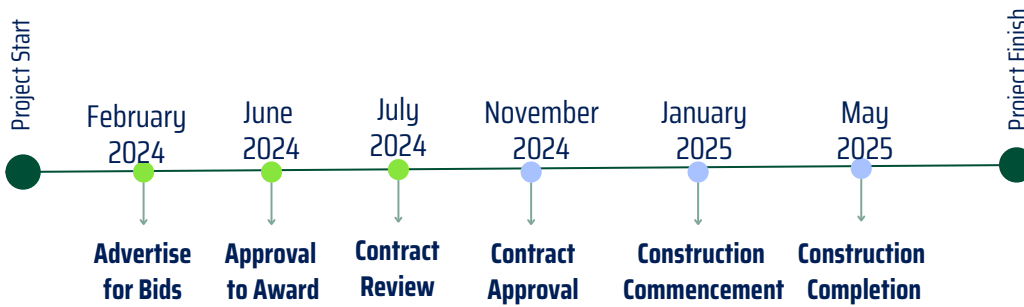 Project Start
February
2024
June
2024
July
2024
November
2024
January
2025
May
2025
Project Finish
Advertise
for Bids
Approval
to Award
Contract
Review
Contract
Approval
Construction
Commencement
Construction
Completion